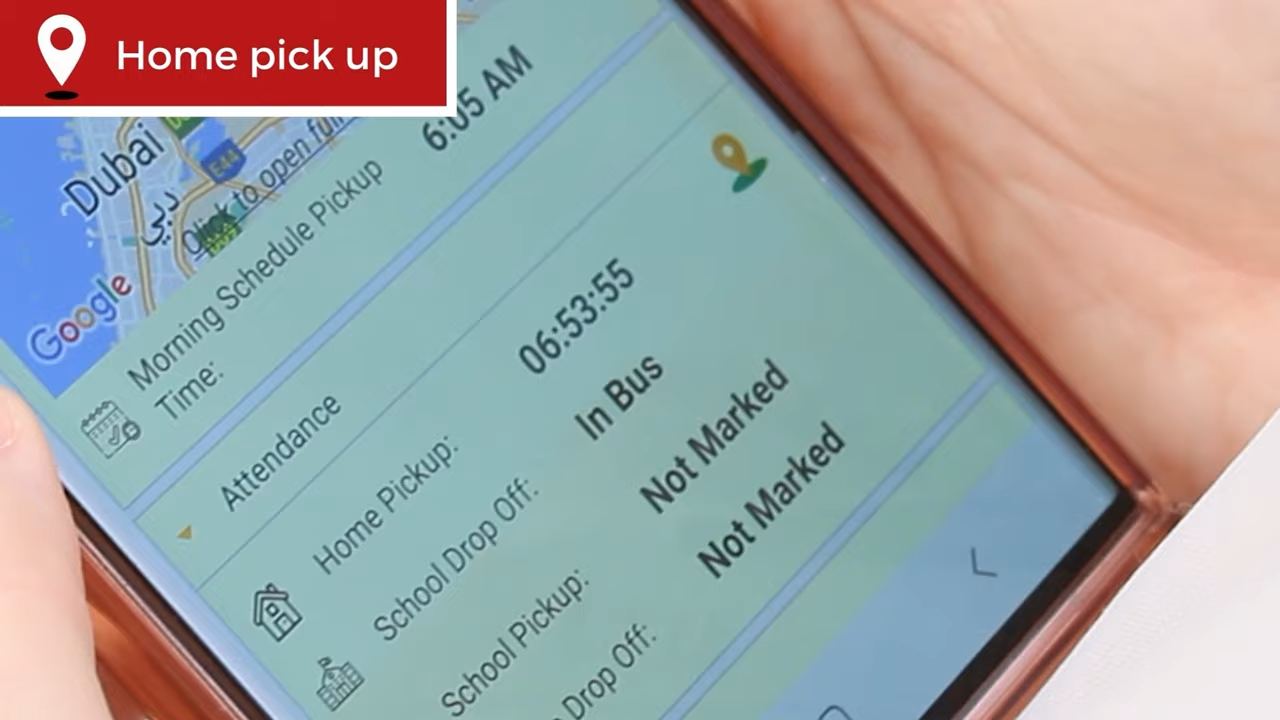 Home pick up
Dubai
دبي
E44
Click to open full
Google
Morning Schedule Pickup
Time:
6:05 AM
Attendance
Home Pickup:
06:53:55
School Drop Off:
In Bus
School Pickup:
Not Marked
Drop Off:
Not Marked